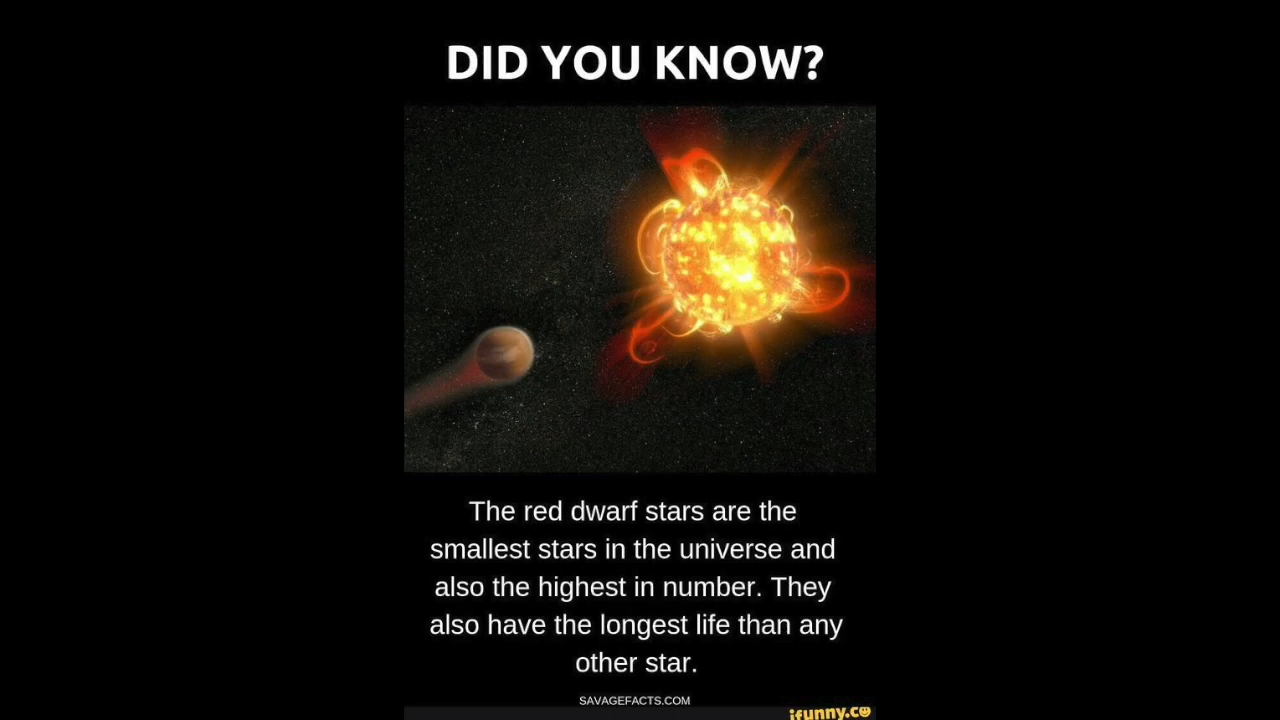 DID YOU KNOW?
The red dwarf stars are the
smallest stars in the universe and
also the highest in number. They
also have the longest life than any
other star.
SAVAGEFACTS.COM
ifunny.co